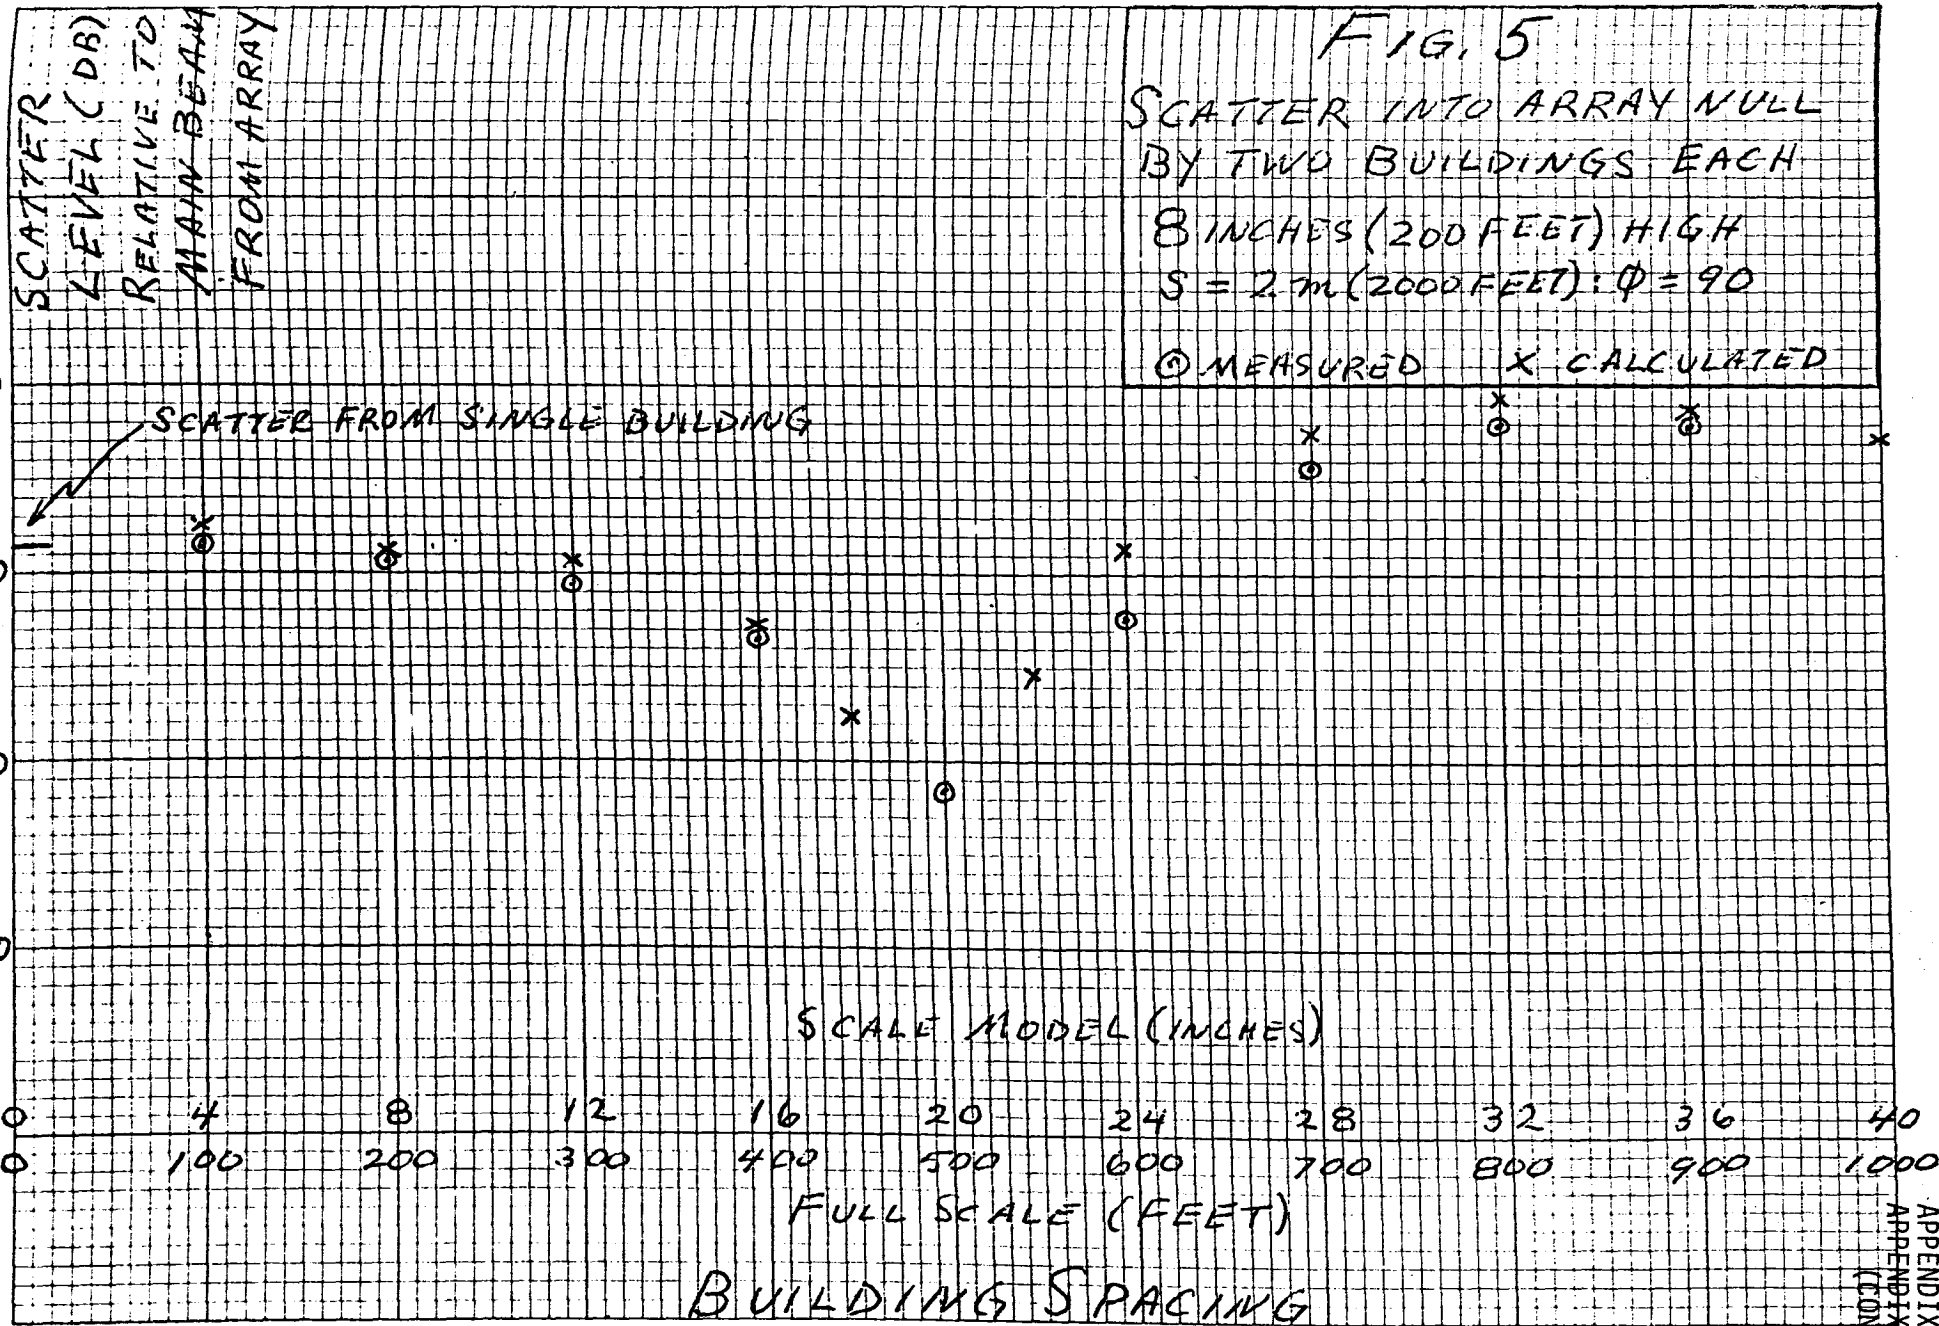 SCATTER
LEVEL (DB)
RELATIVE TO
MAIN BEAM
FROM ARRAY
FIG. 5
SCATTER INTO ARRAY NULL
BY TWO BUILDINGS EACH
8 INCHES (200 FEET) HIGH
S = 2 m (2000 FEET): Φ = 90
⊙ MEASURED X CALCULATED
SCATTER FROM SINGLE BUILDING
SCALE MODEL (INCHES)
0 4 8 12 16 20 24 28 32 36 40
0 100 200 300 400 500 600 700 800 900 1000
FULL SCALE (FEET)
BUILDING SPACING
APPENDIX
APPENDIX
(CON